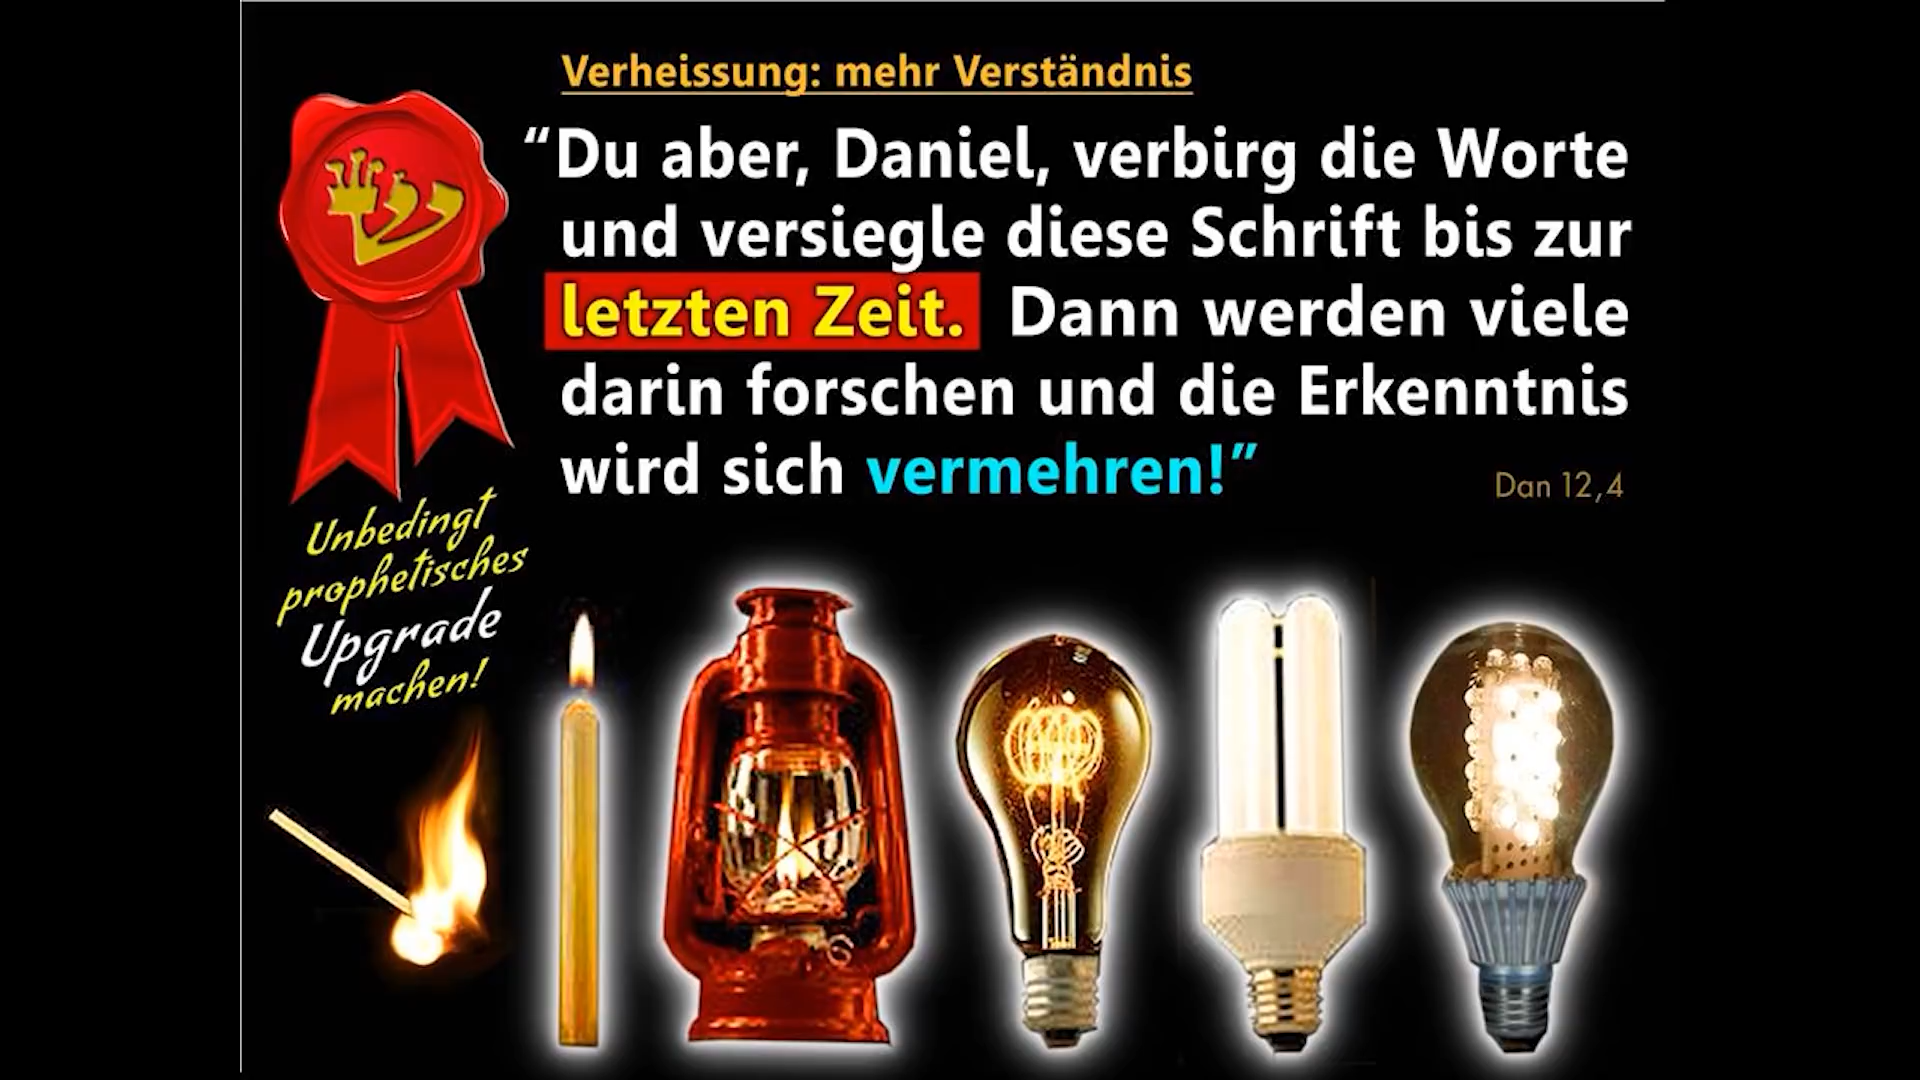 Verheissung: mehr Verständnis
“Du aber, Daniel, verbirg die Worte
und versiegle diese Schrift bis zur
letzten Zeit. Dann werden viele
darin forschen und die Erkenntnis
wird sich vermehren!”
Dan 12,4
Unbedingt
prophetisches
Upgrade
machen!